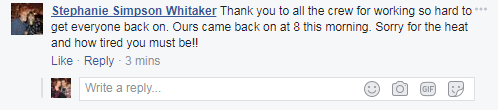 Stephanie Simpson Whitaker Thank you to all the crew for working so hard to
get everyone back on. Ours came back on at 8 this morning. Sorry for the heat
and how tired you must be!!
Like · Reply · 3 mins
Write a reply...
GIF